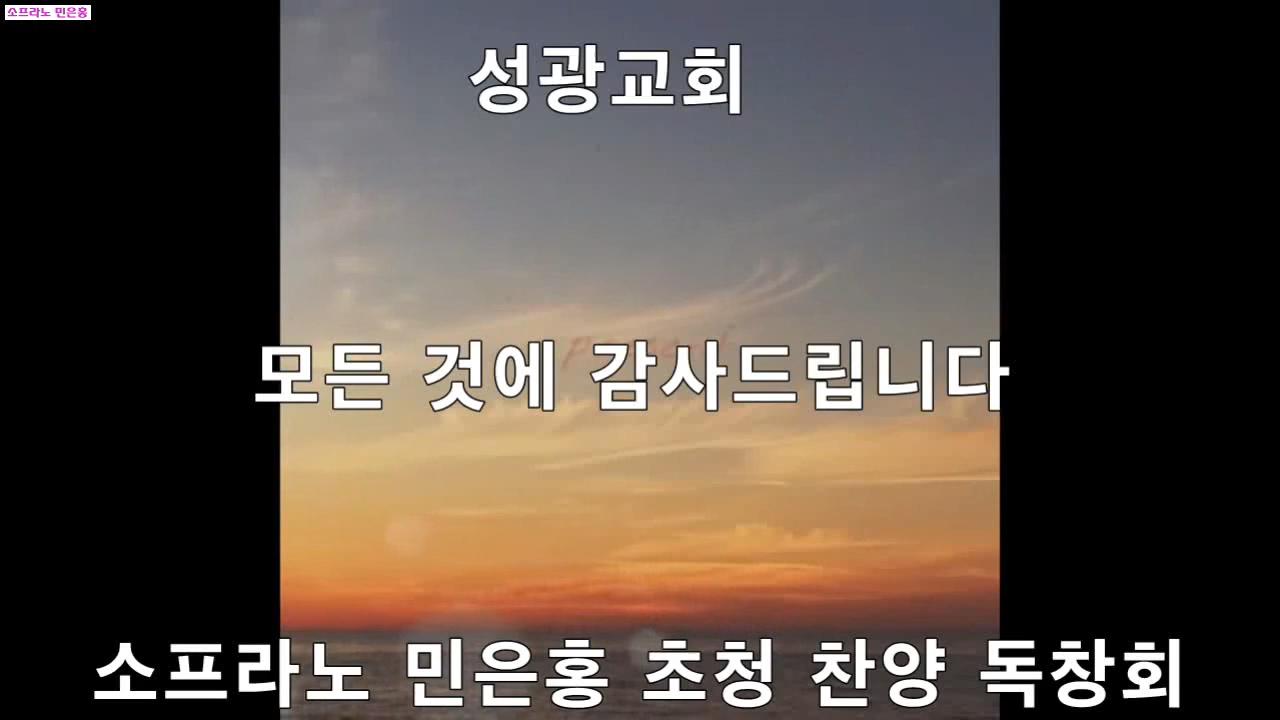 소프라노 민은홍
성광교회
모든 것에 감사드립니다
소프라노 민은홍 초청 찬양 독창회